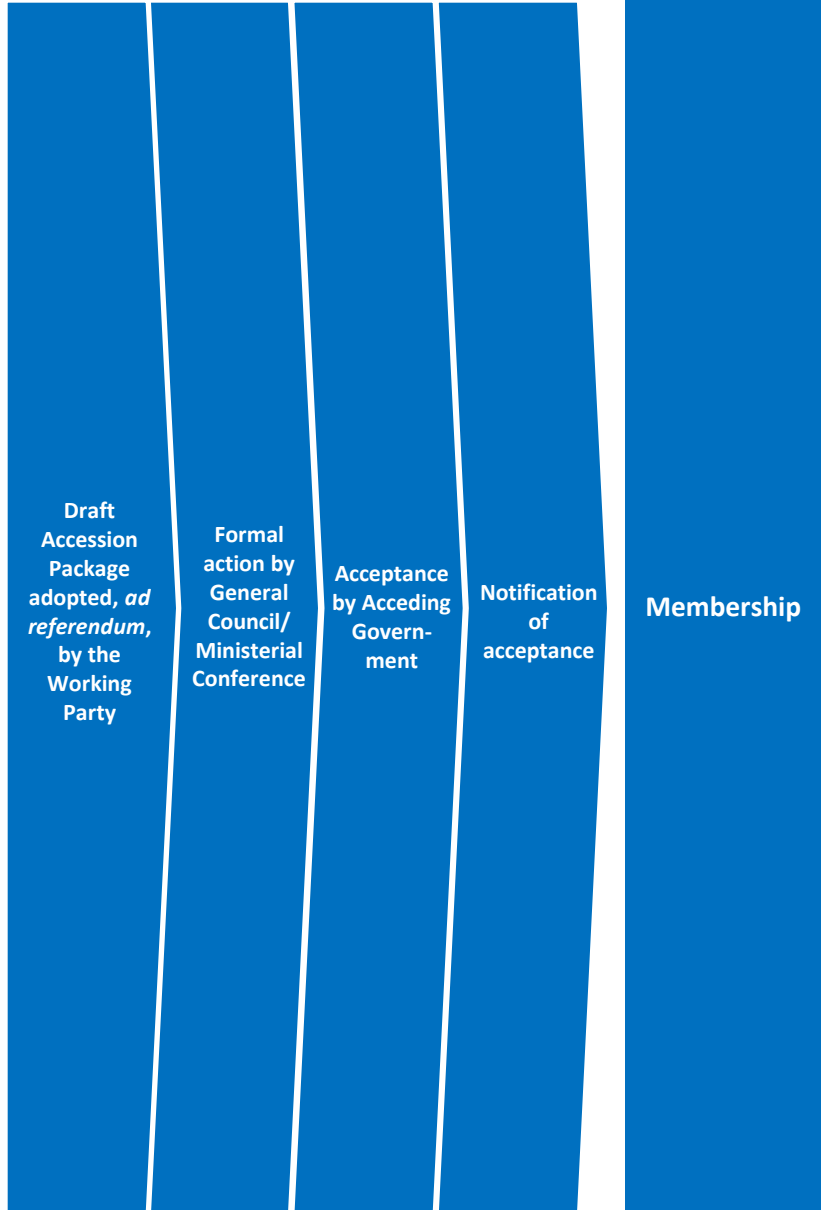 Draft
Accession
Package
adopted, ad
referendum,
by the
Working
Party
Formal
action by
General
Council/
Ministerial
Conference
Acceptance
by Acceding
Govern-
ment
Notification
of
acceptance
Membership